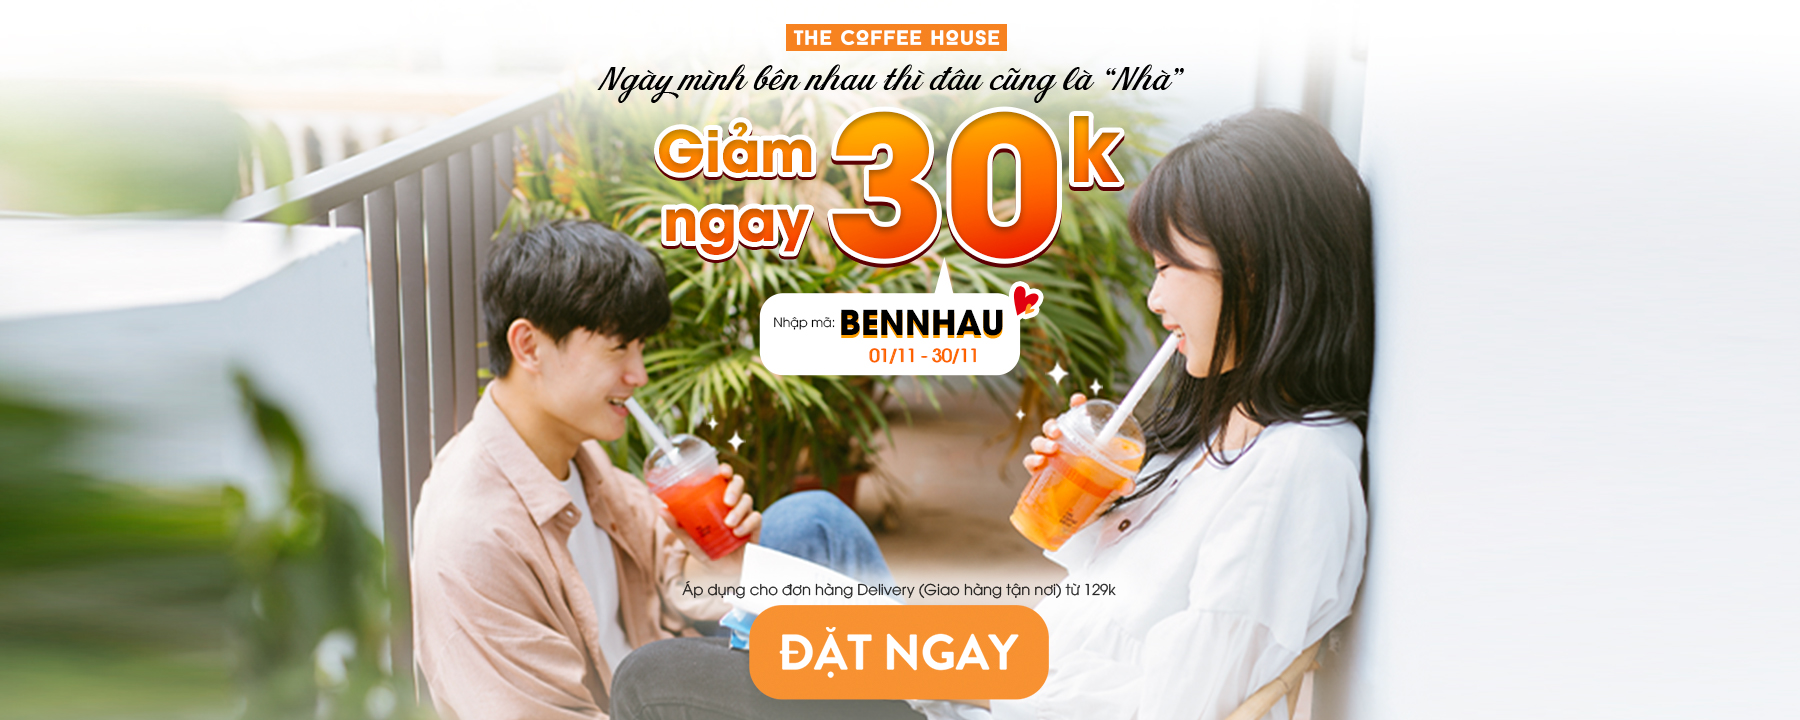 THE COFFEE HOUSE
Ngày mình bên nhau thì đâu cũng là “Nhà”
Giảm
ngay
30k
Nhập mã: BENNHAU
01/11 - 30/11
Áp dụng cho đơn hàng Delivery (Giao hàng tận nơi) từ 129k
ĐẶT NGAY